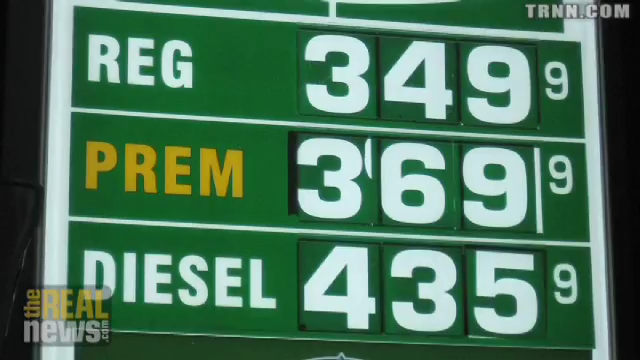 TRNN.COM
REG 349 9
PREM 369 9
DIESEL 435 9
the
REAL
news.com